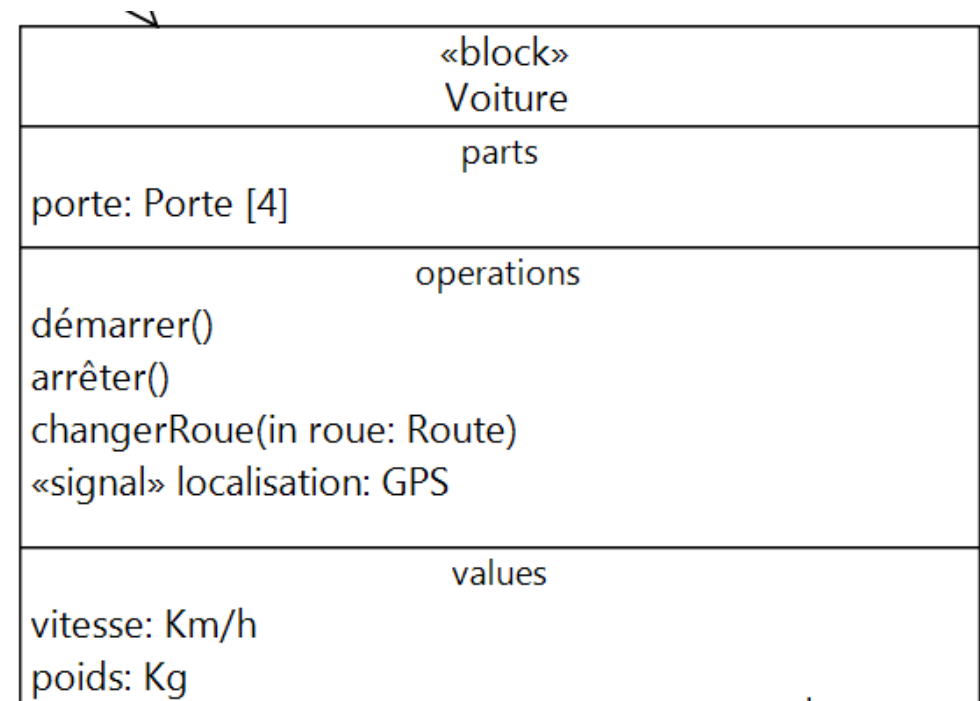 «block»
Voiture
parts
porte: Porte [4]
operations
démarrer()
arrêter()
changerRoue(in roue: Route)
«signal» localisation: GPS
values
vitesse: Km/h
poids: Kg